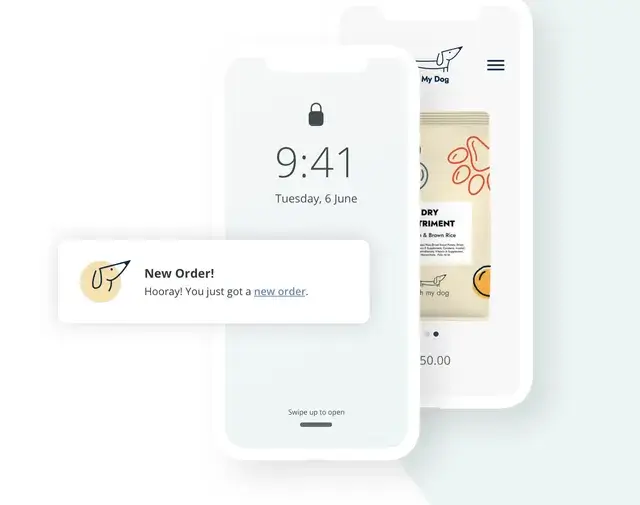 My Dog
9:41
Tuesday, 6 June
DRY
TRIMENT
& Brown Rice
New Order!
Hooray! You just got a new order.
my dog
50.00
Swipe up to open